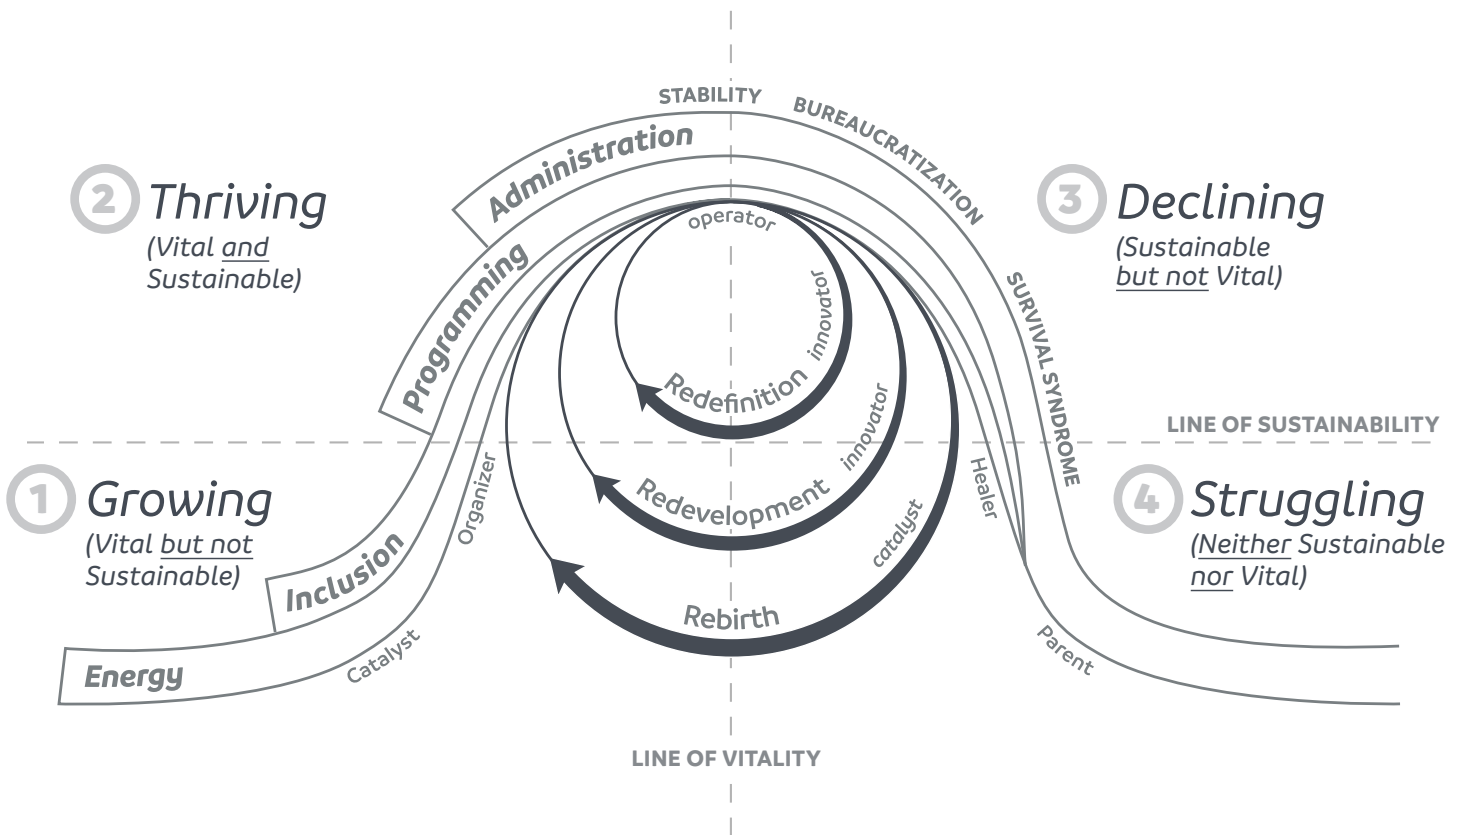 STABILITY
BUREAUCRATIZATION
Administration
2
Thriving
(Vital and
Sustainable)
3
Declining
(Sustainable
but not Vital)
operator
Programming
innovator
SURVIVAL SYNDROME
Redefinition
innovator
LINE OF SUSTAINABILITY
1
Growing
(Vital but not
Sustainable)
Organizer
Redevelopment
Healer
4
Struggling
(Neither Sustainable
nor Vital)
catalyst
Inclusion
Rebirth
Energy
Catalyst
Parent
LINE OF VITALITY